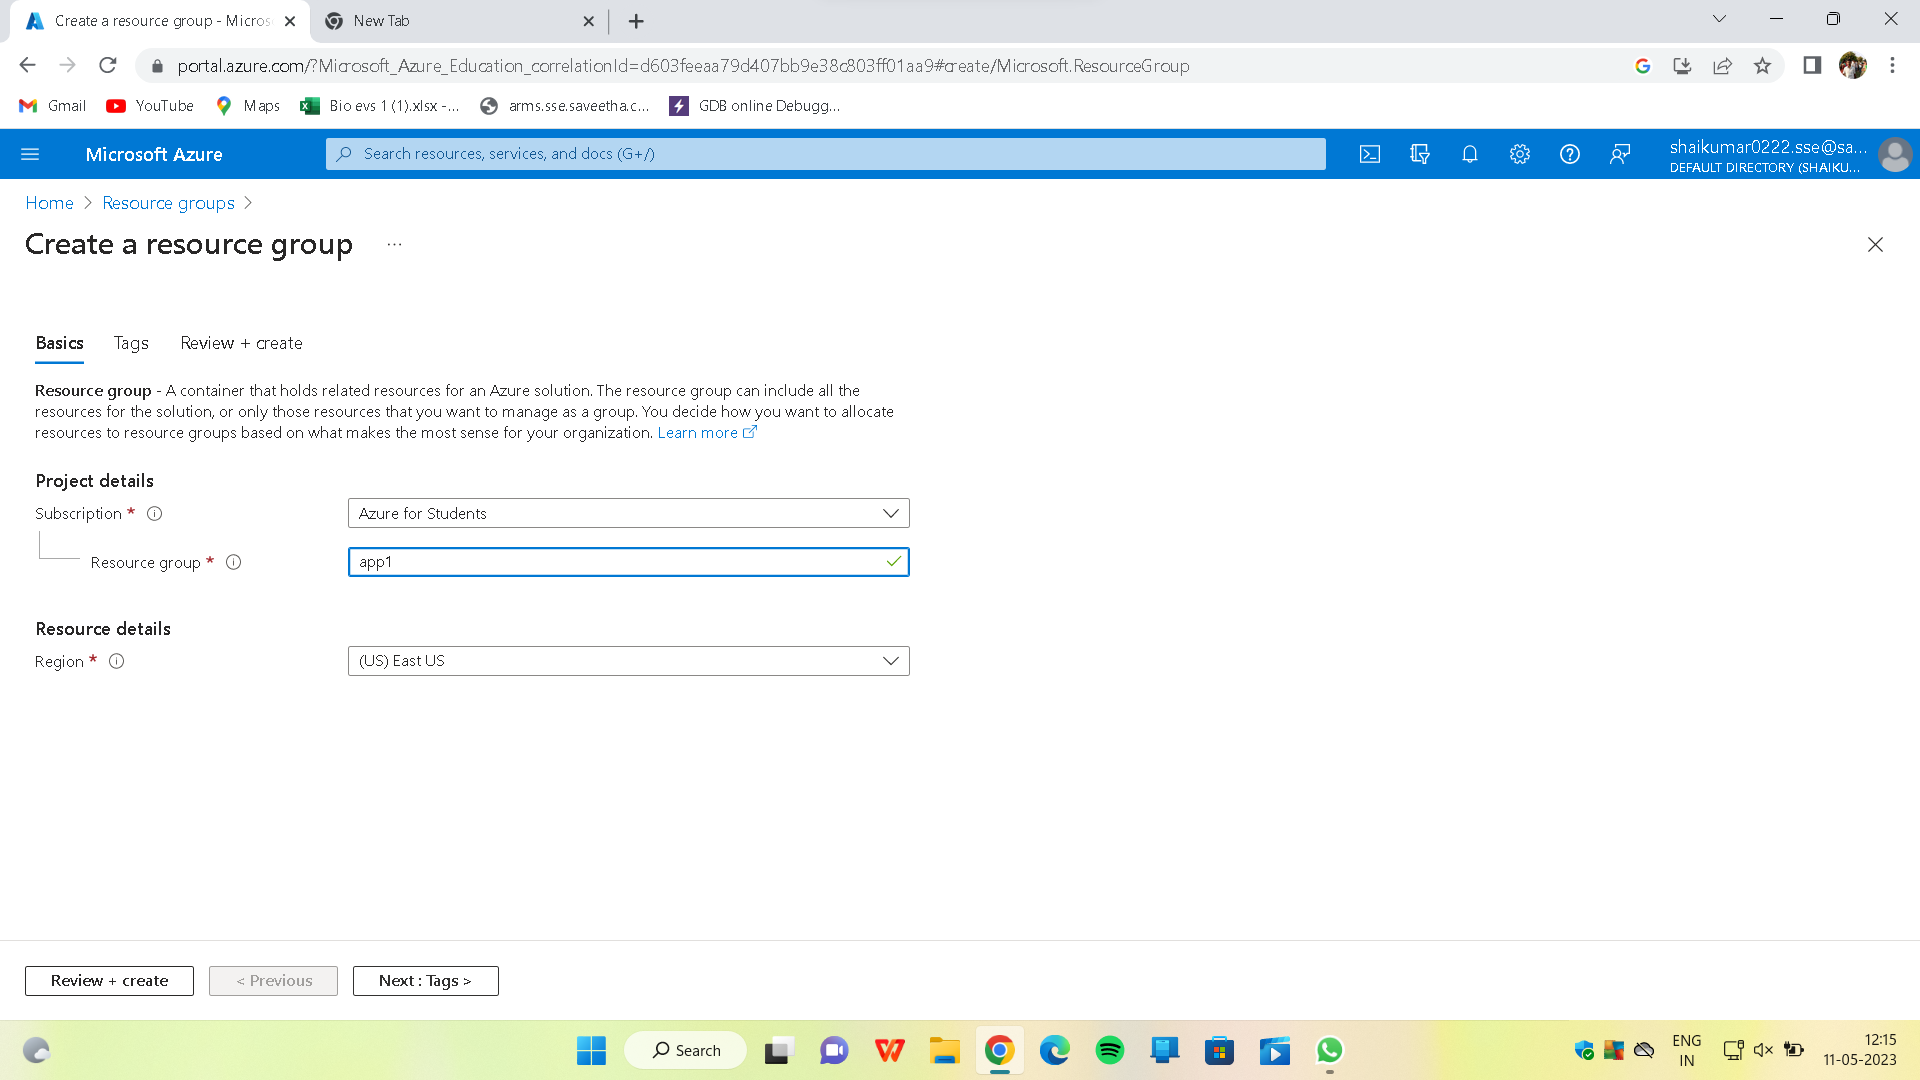 Create a resource group - Micros
New Tab
portal.azure.com/?Microsoft_Azure_Education_correlationId=d603feeaa79d407bb9e38c803ff01aa9#create/Microsoft.ResourceGroup
Gmail
YouTube
Maps
Bio evs 1 (1).xlsx -...
arms.sse.saveetha.c...
GDB online Debugg...
Microsoft Azure
Search resources, services, and docs (G+/)
shaikumar0222.sse@sa...
DEFAULT DIRECTORY (SHAIKU...
Home > Resource groups >
Create a resource group ...
Basics
Tags
Review + create
Resource group - A container that holds related resources for an Azure solution. The resource group can include all the
resources for the solution, or only those resources that you want to manage as a group. You decide how you want to allocate
resources to resource groups based on what makes the most sense for your organization. Learn more
Project details
Subscription *
Azure for Students
Resource group *
app1
Resource details
Region *
(US) East US
Review + create
< Previous
Next : Tags >
Search
ENG
IN
12:15
11-05-2023